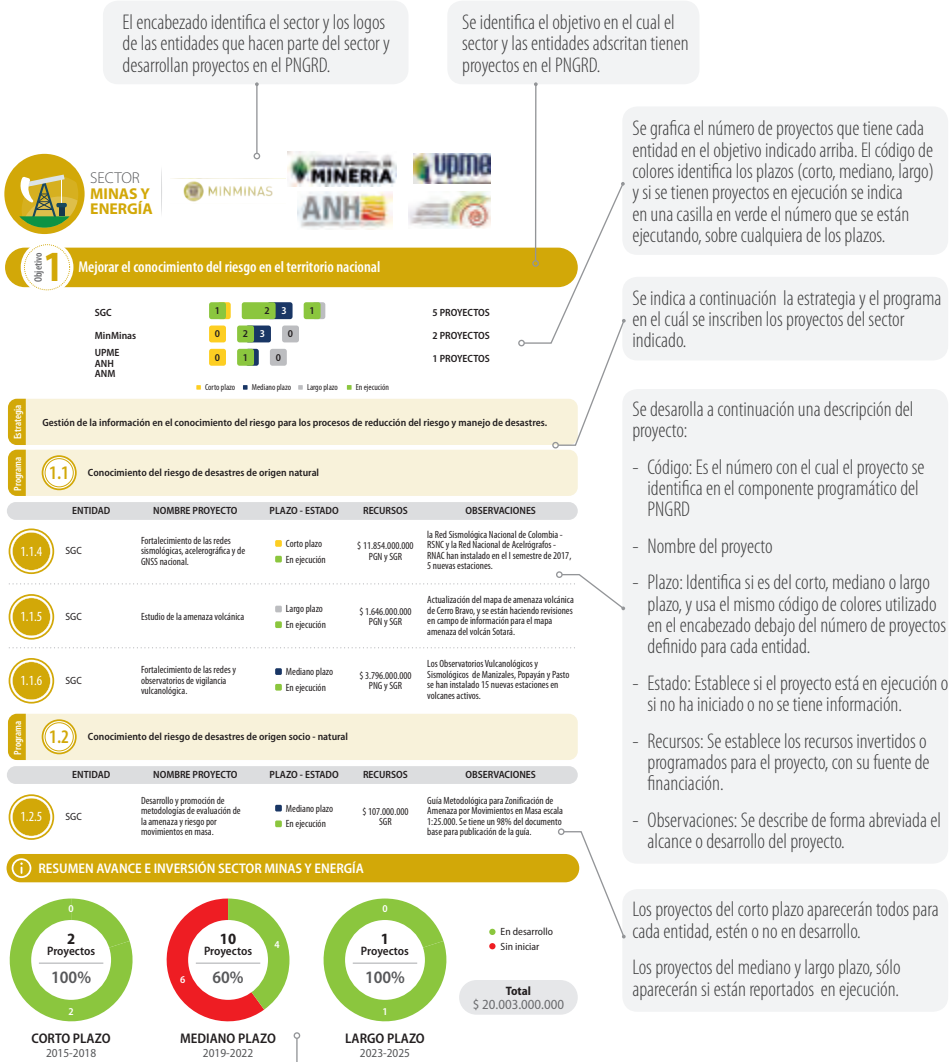 El encabezado identifica el sector y los logos
de las entidades que hacen parte del sector y
desarrollan proyectos en el PNGRD.
Se identifica el objetivo en el cual el
sector y las entidades adscritan tienen
proyectos en el PNGRD.
Se grafica el número de proyectos que tiene cada
entidad en el objetivo indicado arriba. El código de
colores identifica los plazos (corto, mediano, largo)
y si se tienen proyectos en ejecución se indica
en una casilla en verde el número que se están
ejecutando, sobre cualquiera de los plazos.
SECTOR
MINAS Y
ENERGÍA
MINMINAS
MINERÍA
upme
ANH
Objetivo
1
Mejorar el conocimiento del riesgo en el territorio nacional
SGC 1 2 3 1 5 PROYECTOS
MinMinas 0 2 3 0 2 PROYECTOS
UPME
ANH 0 1 0 1 PROYECTOS
ANM
Corto plazo Mediano plazo Largo plazo En ejecución
Se indica a continuación la estrategia y el programa
en el cuál se inscriben los proyectos del sector
indicado.
Estrategia
Gestión de la información en el conocimiento del riesgo para los procesos de reducción del riesgo y manejo de desastres.
Programa
1.1
Conocimiento del riesgo de desastres de origen natural
ENTIDAD NOMBRE PROYECTO PLAZO - ESTADO RECURSOS OBSERVACIONES
1.1.4
SGC
Fortalecimiento de las redes
sismológicas, acelerográfica y de
GNSS nacional.
Corto plazo
En ejecución
$ 11.854.000.000
PGN y SGR
la Red Sismológica Nacional de Colombia -
RSNC y la Red Nacional de Acelrógrafos -
RNAC han instalado en el I semestre de 2017,
5 nuevas estaciones.
1.1.5
SGC
Estudio de la amenaza volcánica
Largo plazo
En ejecución
$ 1.646.000.000
PGN y SGR
Actualización del mapa de amenaza volcánica
de Cerro Bravo, y se están haciendo revisiones
en campo de información para el mapa
amenaza del volcán Sotará.
1.1.6
SGC
Fortalecimiento de las redes y
observatorios de vigilancia
vulcanológica.
Mediano plazo
En ejecución
$ 3.796.000.000
PNG y SGR
Los Observatorios Vulcanológicos y
Sismológicos de Manizales, Popayán y Pasto
se han instalado 15 nuevas estaciones en
volcanes activos.
Programa
1.2
Conocimiento del riesgo de desastres de origen socio - natural
ENTIDAD NOMBRE PROYECTO PLAZO - ESTADO RECURSOS OBSERVACIONES
1.2.5
SGC
Desarrollo y promoción de
metodologías de evaluación de
la amenaza y riesgo por
movimientos en masa.
Mediano plazo
En ejecución
$ 107.000.000
SGR
Guía Metodológica para Zonificación de
Amenaza por Movimientos en Masa escala
1:25.000. Se tiene un 98% del documento
base para publicación de la guía.
Se desarolla a continuación una descripción del
proyecto:
- Código: Es el número con el cual el proyecto se
identifica en el componente programático del
PNGRD
- Nombre del proyecto
- Plazo: Identifica si es del corto, mediano o largo
plazo, y usa el mismo código de colores utilizado
en el encabezado debajo del número de proyectos
definido para cada entidad.
- Estado: Establece si el proyecto está en ejecución o
si no ha iniciado o no se tiene información.
- Recursos: Se establece los recursos invertidos o
programados para el proyecto, con su fuente de
financiación.
- Observaciones: Se describe de forma abreviada el
alcance o desarrollo del proyecto.
i RESUMEN AVANCE E INVERSIÓN SECTOR MINAS Y ENERGÍA
0
2
Proyectos
100%
2
CORTO PLAZO
2015-2018
10
Proyectos
60%
4
6
MEDIANO PLAZO
2019-2022
0
1
Proyectos
100%
1
LARGO PLAZO
2023-2025
En desarrollo
Sin iniciar
Total
$ 20.003.000.000
Los proyectos del corto plazo aparecerán todos para
cada entidad, estén o no en desarrollo.
Los proyectos del mediano y largo plazo, sólo
aparecerán si están reportados en ejecución.